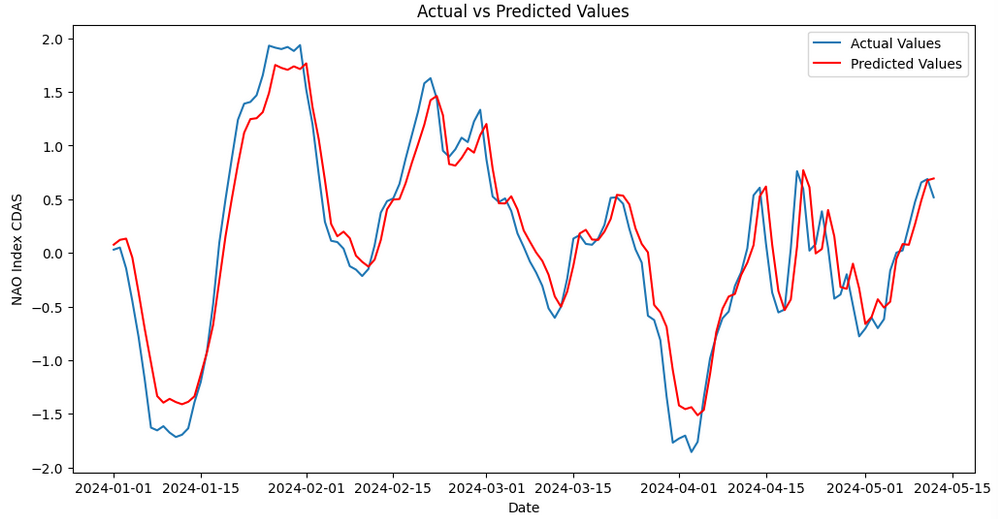 Actual vs Predicted Values
Actual Values
Predicted Values
NAO Index CDAS
2.0
1.5
1.0
0.5
0.0
−0.5
−1.0
−1.5
−2.0
2024-01-01 2024-01-15 2024-02-01 2024-02-15 2024-03-01 2024-03-15 2024-04-01 2024-04-15 2024-05-01 2024-05-15
Date